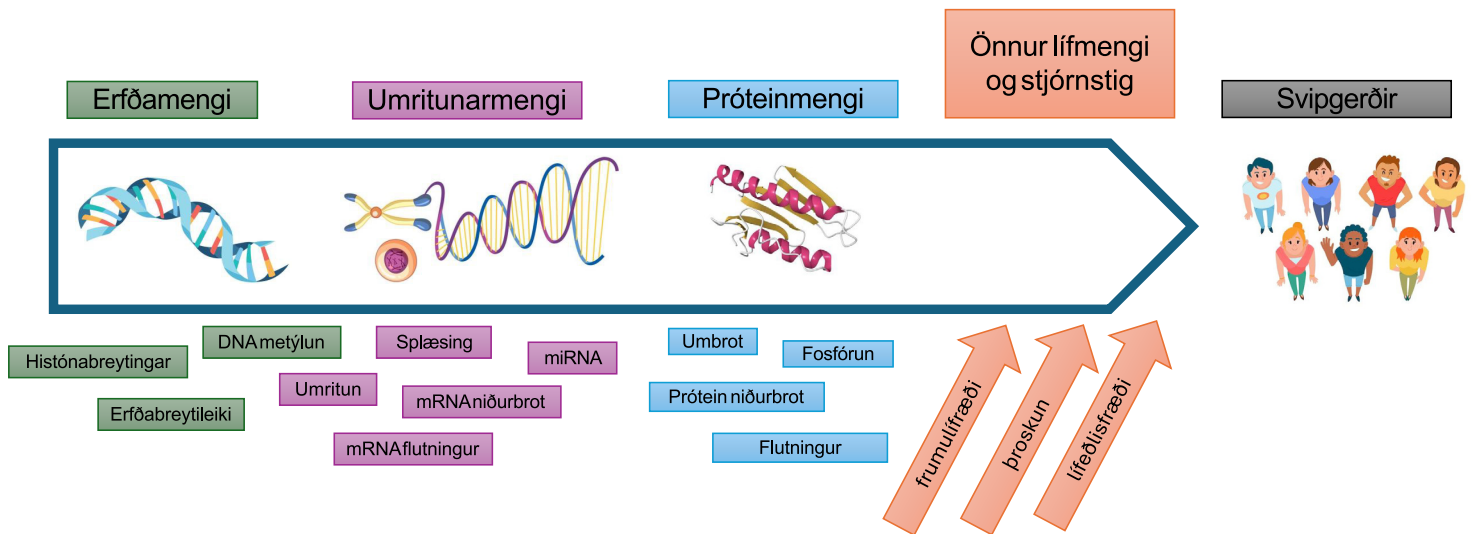 Erfðamengi
Umritunarmengi
Próteinmengi
Önnur lífmengi
og stjórnstig
Svipgerðir
Histónabreytingar
DNA metýlun
Erfðabreytileiki
Splæsing
miRNA
Umritun
mRNA niðurbrot
mRNA flutningur
Umbrot
Fosfórun
Prótein niðurbrot
Flutningur
frumulífræði
þroskun
lífeðlisfræði